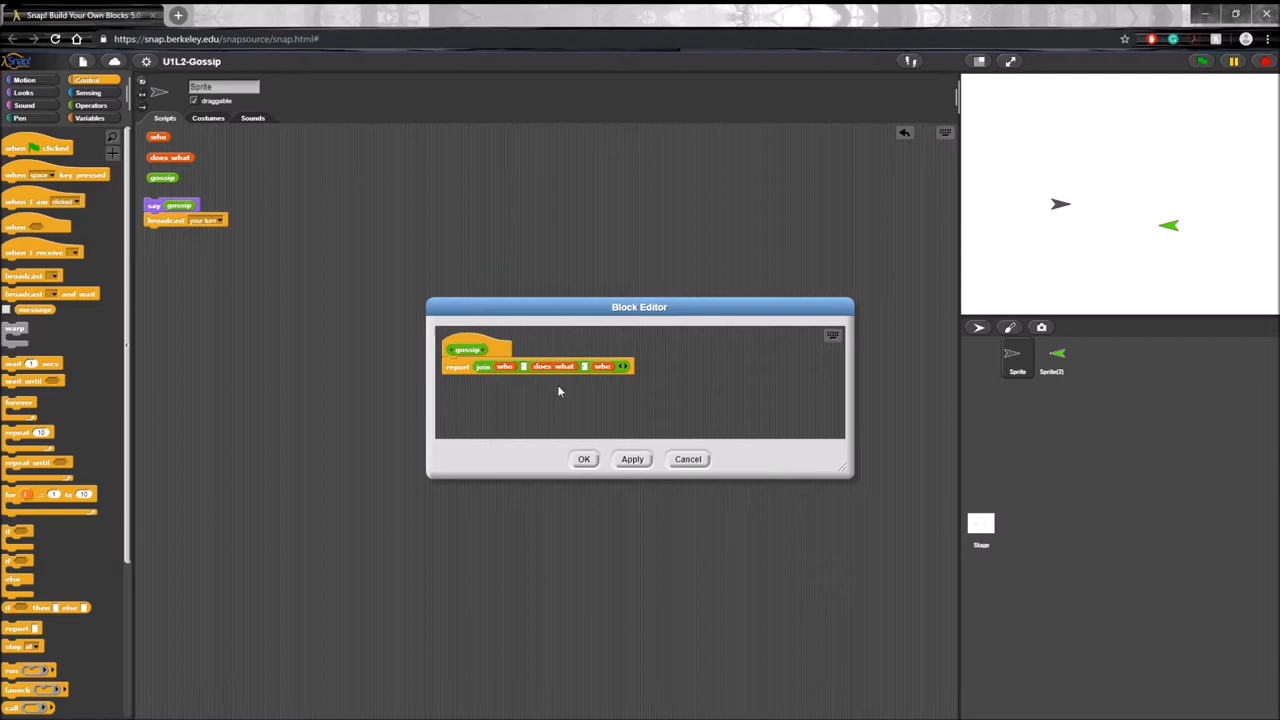 Snap! Build Your Own Blocks 5.0
https://snap.berkeley.edu/snapsource/snap.html#
Snap! U1L2-Gossip
Motion Control
Looks Sensing
Sound Operators
Pen Variables
Sprite
draggable
Scripts Costumes Sounds
when clicked
when space key pressed
when I am clicked
when
when I receive
broadcast
broadcast and wait
message
warp
wait 1 secs
wait until
forever
repeat 10
repeat until
for i = 1 to 10
if
if
else
if then else
report
stop all
run
launch
call
who
does what
gossip
say gossip
broadcast your turn
Block Editor
gossip
report join who does what who
OK Apply Cancel
Sprite Sprite(2)
Stage